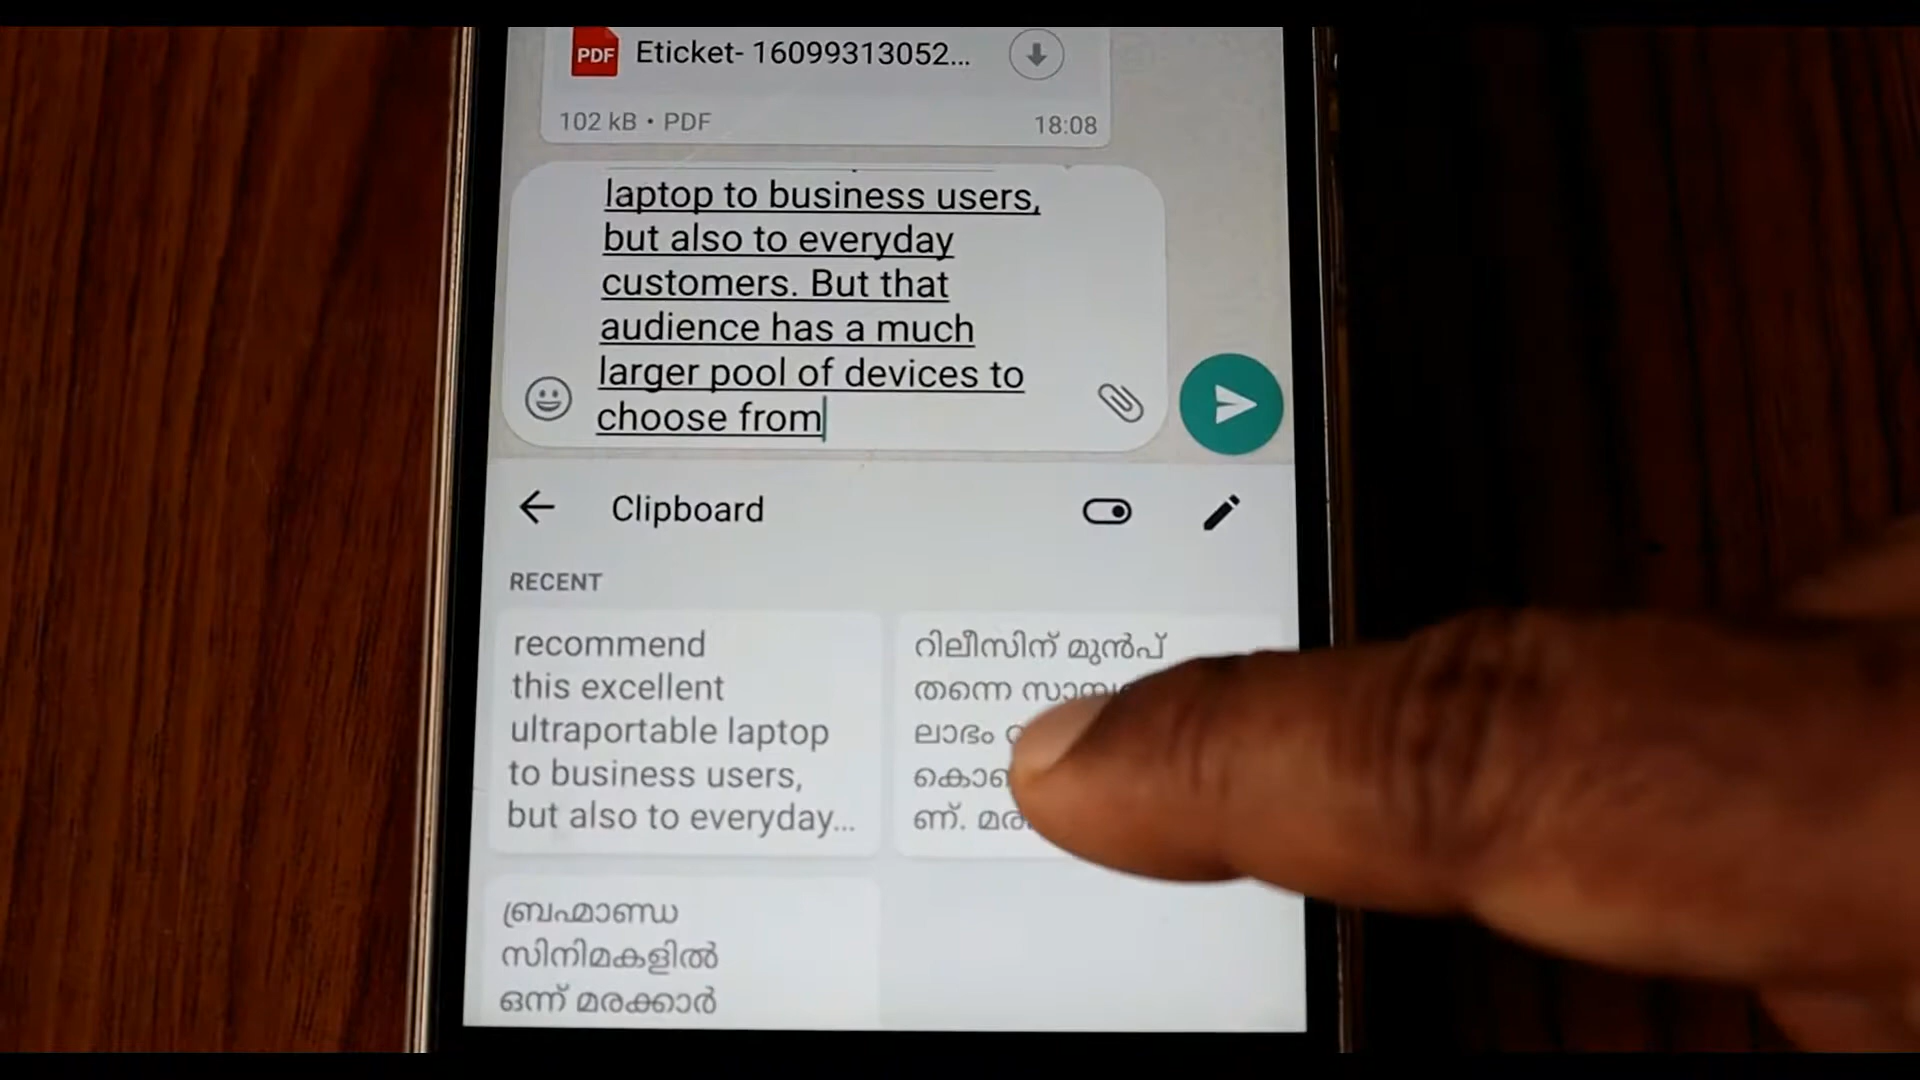 PDF
Eticket- 16099313052...
102 kB • PDF
18:08
laptop to business users,
but also to everyday
customers. But that
audience has a much
larger pool of devices to
choose from
Clipboard
RECENT
recommend
this excellent
ultraportable laptop
to business users,
but also to everyday...
റിലീസിന് മുൻപ്
തന്നെ
ലാഭം
ണ്.
ബ്രഹ്മാണ്ഡ
സിനിമകളിൽ
ഒന്ന് മരക്കാർ